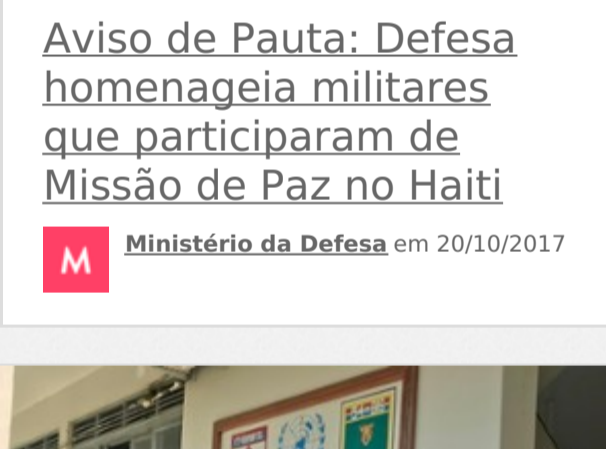 Aviso de Pauta: Defesa
homenageia militares
que participaram de
Missão de Paz no Haiti
M
Ministério da Defesa em 20/10/2017